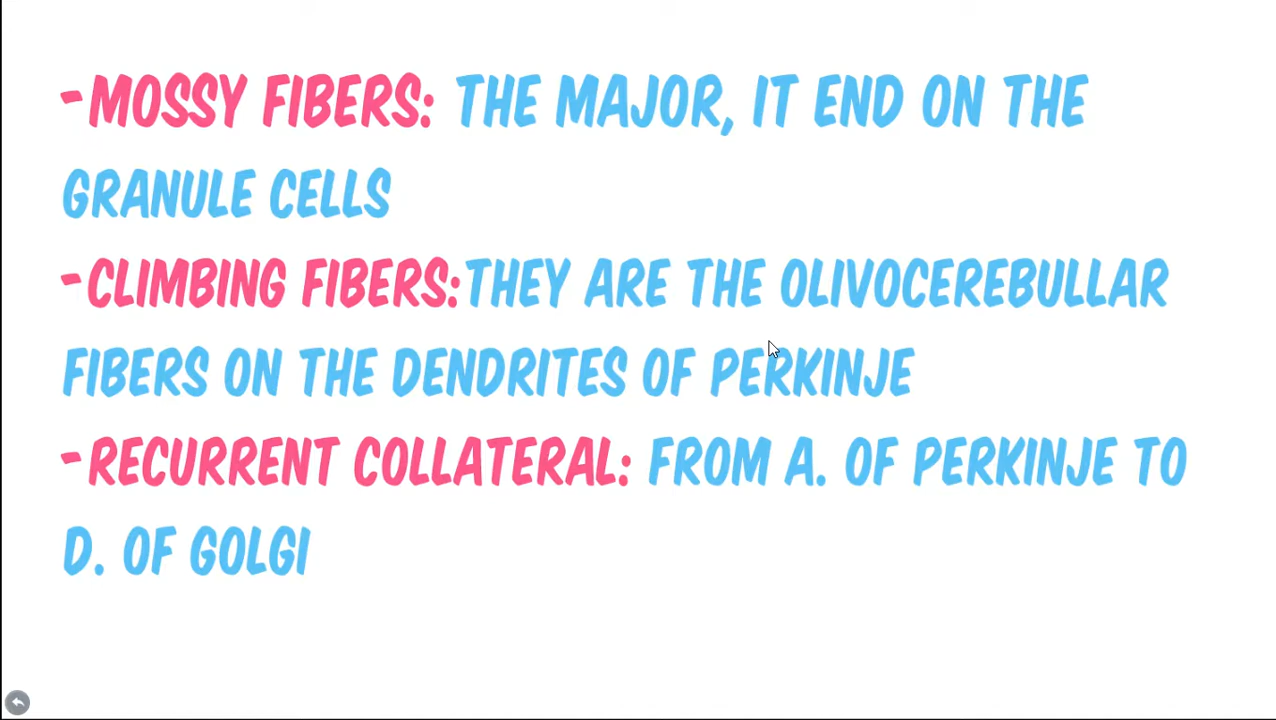 -MOSSY FIBERS: THE MAJOR, IT END ON THE
GRANULE CELLS
-CLIMBING FIBERS:THEY ARE THE OLIVOCEREBULLAR
FIBERS ON THE DENDRITES OF PERKINJE
-RECURRENT COLLATERAL: FROM A. OF PERKINJE TO
D. OF GOLGI